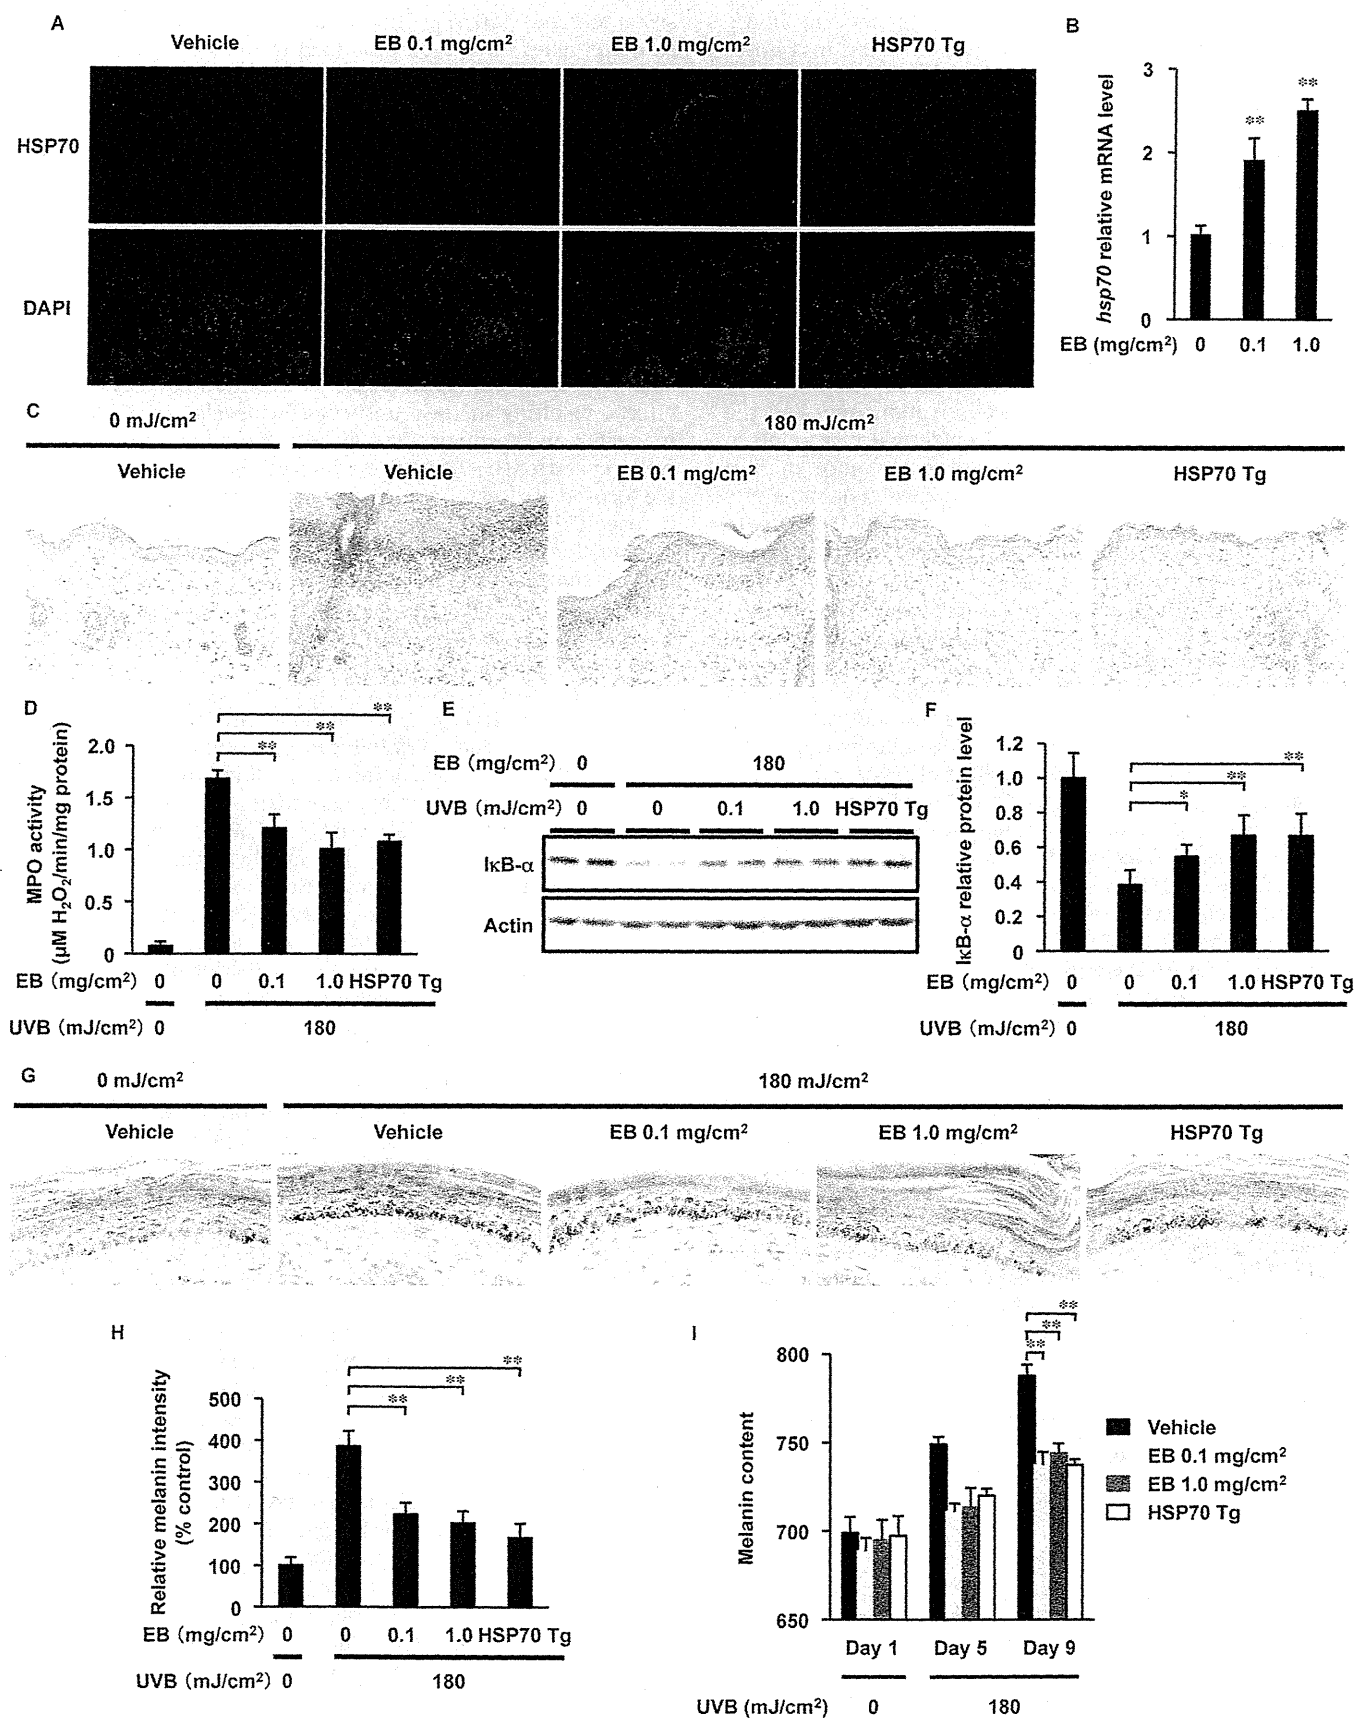 A
Vehicle EB 0.1 mg/cm² EB 1.0 mg/cm² HSP70 Tg
HSP70
DAPI
B
hsp70 relative mRNA level
3
2
1
0
** **
EB (mg/cm²) 0 0.1 1.0
C
0 mJ/cm² 180 mJ/cm²
Vehicle Vehicle EB 0.1 mg/cm² EB 1.0 mg/cm² HSP70 Tg
D
MPO activity
(μM H₂O₂/min/mg protein)
2.0
1.5
1.0
0.5
0
**
**
**
EB (mg/cm²) 0 0 0.1 1.0 HSP70 Tg
UVB (mJ/cm²) 0 180
E
EB (mg/cm²) 0 180
UVB (mJ/cm²) 0 0 0.1 1.0 HSP70 Tg
IκB-α
Actin
F
IκB-α relative protein level
1.2
1.0
0.8
0.6
0.4
0.2
0
**
**
*
EB (mg/cm²) 0 0 0.1 1.0 HSP70 Tg
UVB (mJ/cm²) 0 180
G
0 mJ/cm² 180 mJ/cm²
Vehicle Vehicle EB 0.1 mg/cm² EB 1.0 mg/cm² HSP70 Tg
H
Relative melanin intensity
(% control)
500
400
300
200
100
0
**
**
**
EB (mg/cm²) 0 0 0.1 1.0 HSP70 Tg
UVB (mJ/cm²) 0 180
I
Melanin content
800
750
700
650
**
**
**
Vehicle
EB 0.1 mg/cm²
EB 1.0 mg/cm²
HSP70 Tg
Day 1 Day 5 Day 9
UVB (mJ/cm²) 0 180